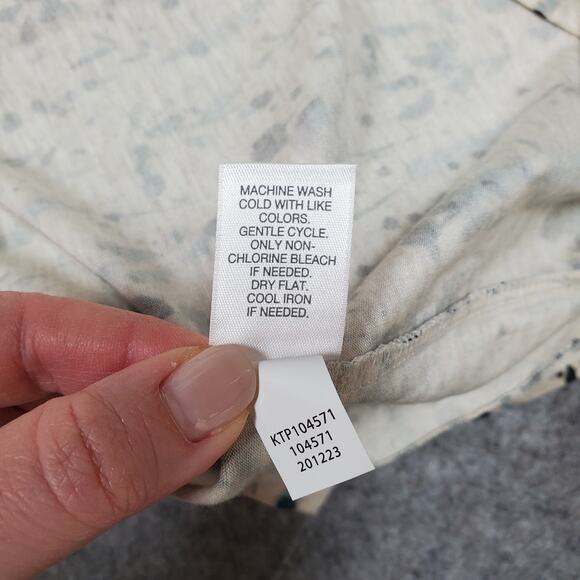 MACHINE WASH
COLD WITH LIKE
COLORS.
GENTLE CYCLE.
ONLY NON-
CHLORINE BLEACH
IF NEEDED.
DRY FLAT.
COOL IRON
IF NEEDED.
KTP104571
104571
201223